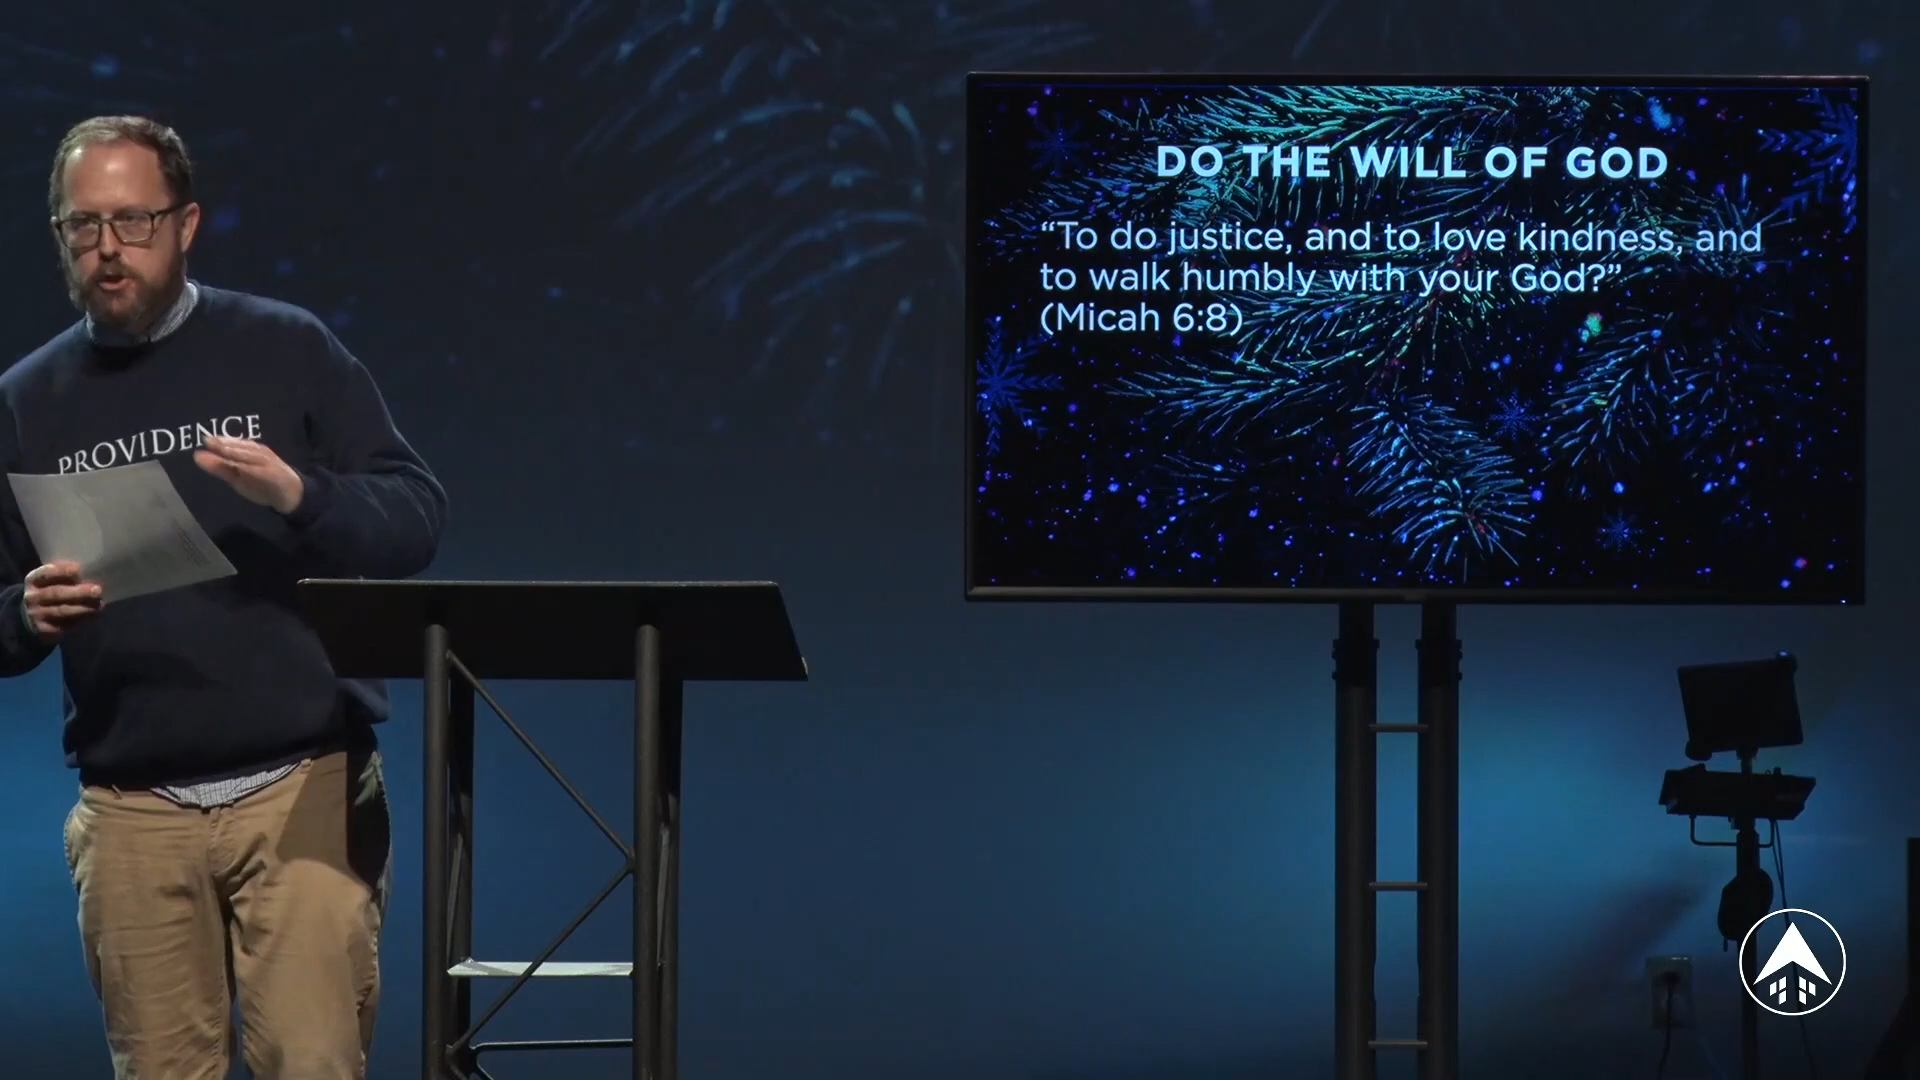 DO THE WILL OF GOD
“To do justice, and to love kindness, and
to walk humbly with your God?”
(Micah 6:8)
PROVIDENCE